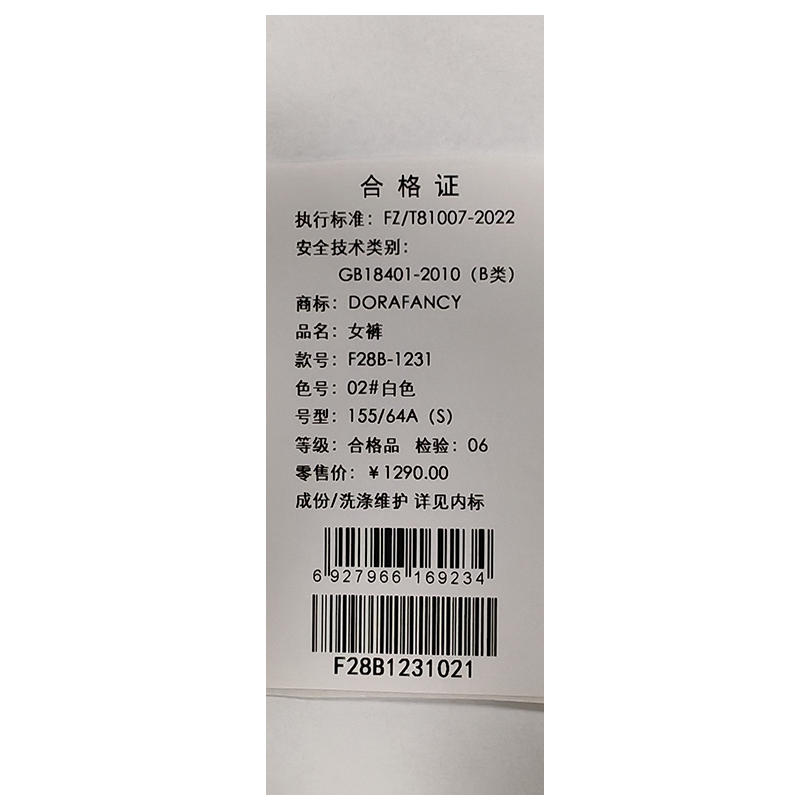 合格证
执行标准：FZ/T81007-2022
安全技术类别：
GB18401-2010（B类）
商标：DORAFANCY
品名：女裤
款号：F28B-1231
色号：02#白色
号型：155/64A（S）
等级：合格品 检验：06
零售价：￥1290.00
成份/洗涤维护 详见内标
6 927966 169234
F28B1231021